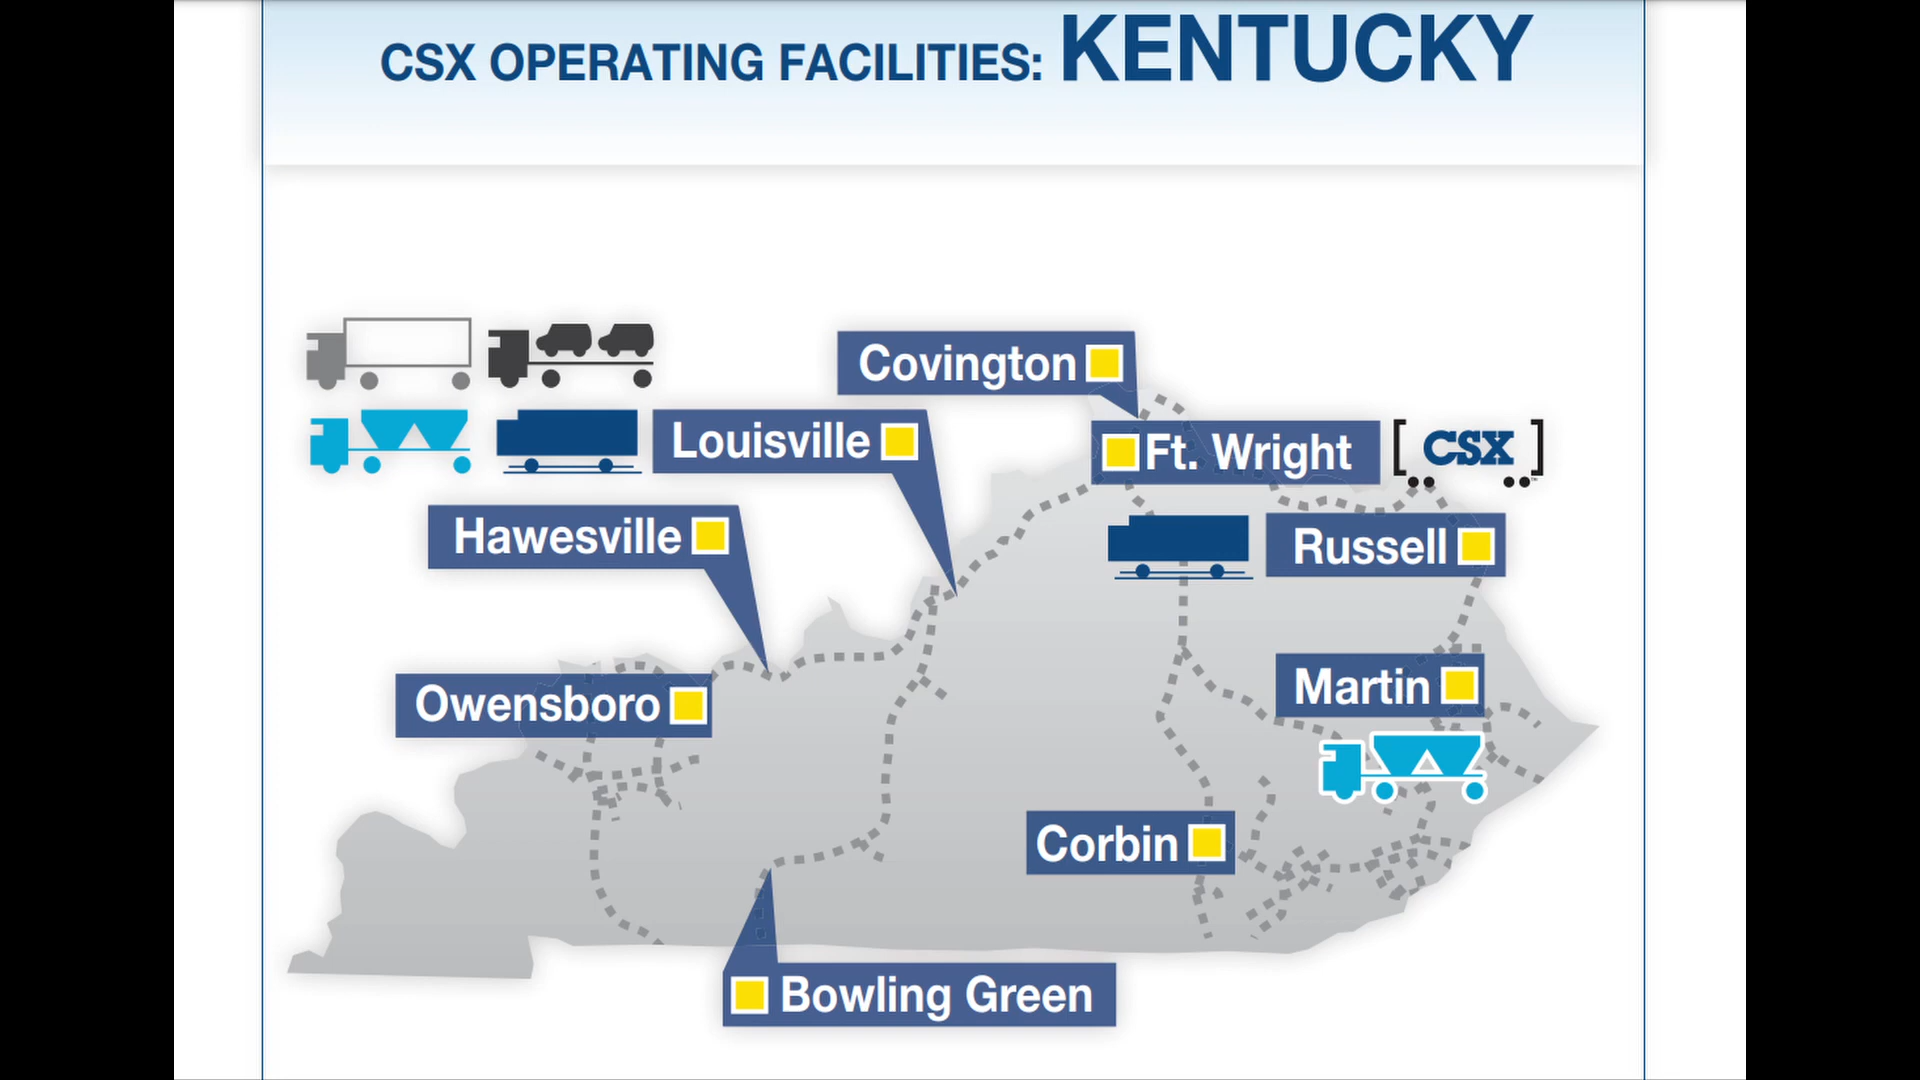 CSX OPERATING FACILITIES: KENTUCKY
Covington
Louisville
Ft. Wright
[CSX]
Hawesville
Russell
Owensboro
Martin
Corbin
Bowling Green